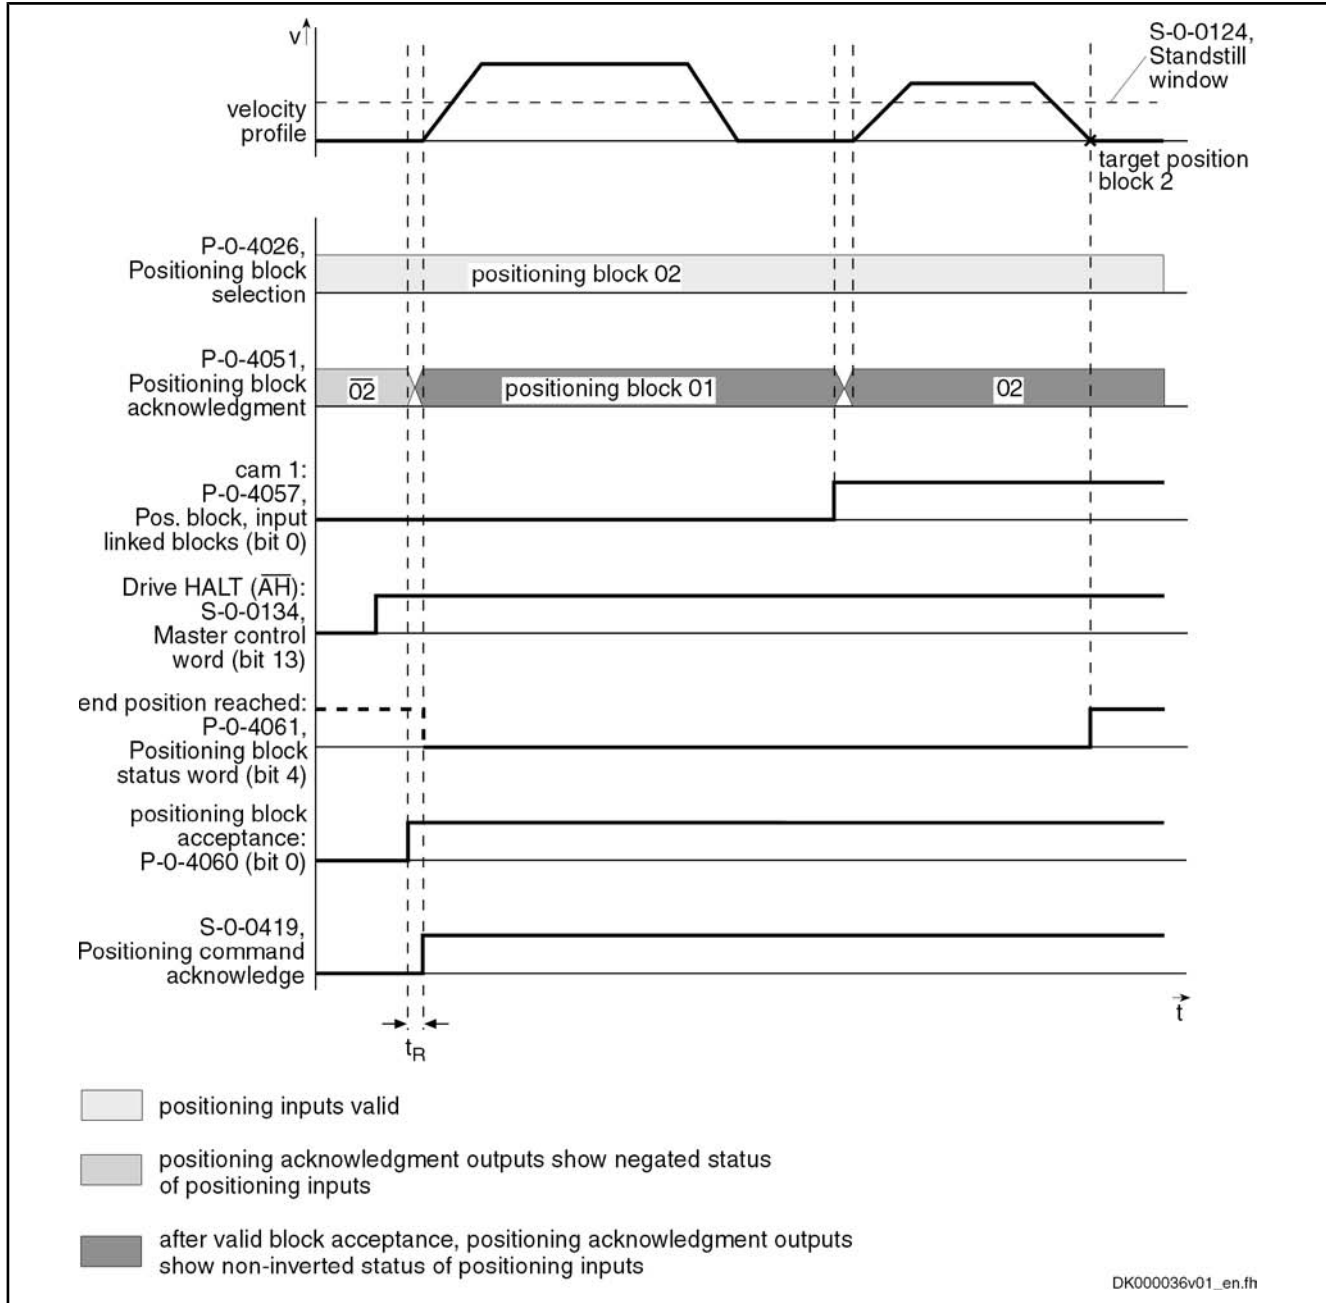 v
S-0-0124,
Standstill
window
velocity
profile
target position
block 2
P-0-4026,
Positioning block
selection
positioning block 02
P-0-4051,
Positioning block
acknowledgment
0̅2̅
positioning block 01
02
cam 1:
P-0-4057,
Pos. block, input
linked blocks (bit 0)
Drive HALT (A̅H̅):
S-0-0134,
Master control
word (bit 13)
end position reached:
P-0-4061,
Positioning block
status word (bit 4)
positioning block
acceptance:
P-0-4060 (bit 0)
S-0-0419,
Positioning command
acknowledge
t
tR
positioning inputs valid
positioning acknowledgment outputs show negated status
of positioning inputs
after valid block acceptance, positioning acknowledgment outputs
show non-inverted status of positioning inputs
DK000036v01_en.fh